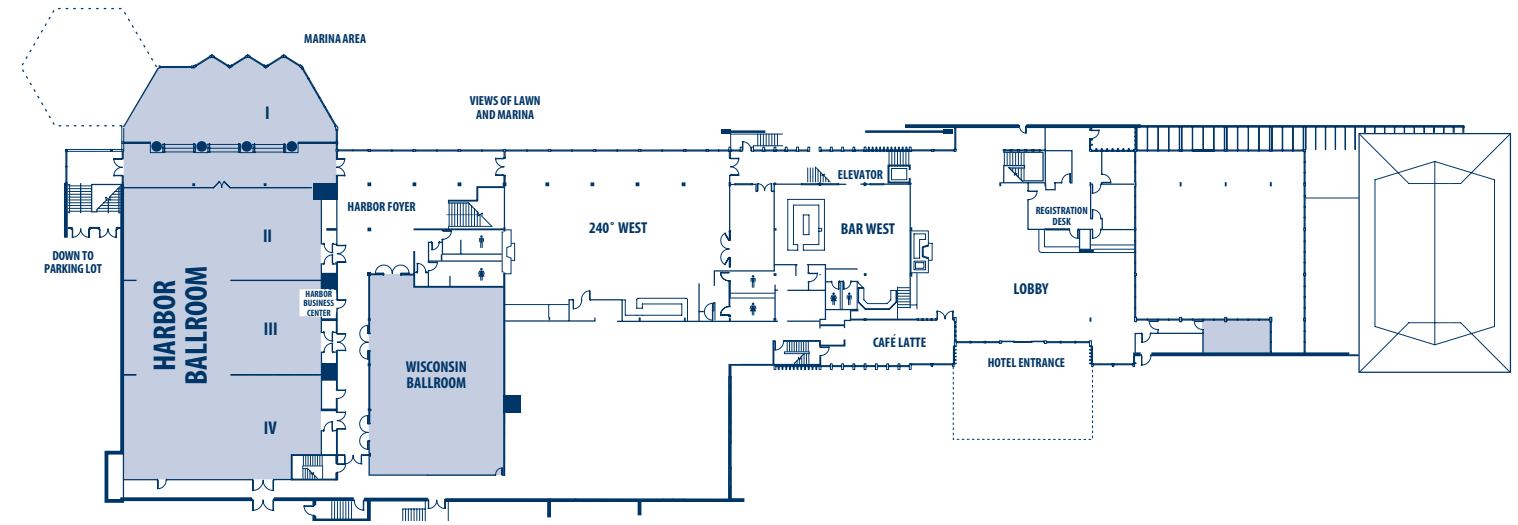 MARINA AREA
VIEWS OF LAWN
AND MARINA
I
ELEVATOR
HARBOR FOYER
REGISTRATION
DESK
240° WEST
BAR WEST
II
DOWN TO
PARKING LOT
HARBOR
BALLROOM
HARBOR
BUSINESS
CENTER
LOBBY
III
CAFÉ LATTE
HOTEL ENTRANCE
WISCONSIN
BALLROOM
IV